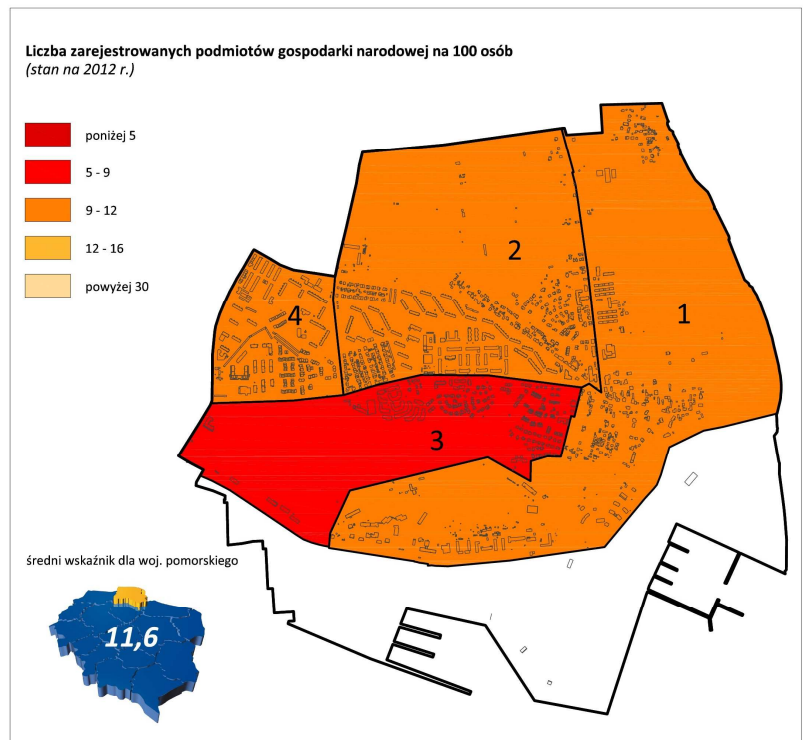 Liczba zarejestrowanych podmiotów gospodarki narodowej na 100 osób
(stan na 2012 r.)
poniżej 5
5 - 9
9 - 12
12 - 16
powyżej 30
2
1
4
3
średni wskaźnik dla woj. pomorskiego
11,6